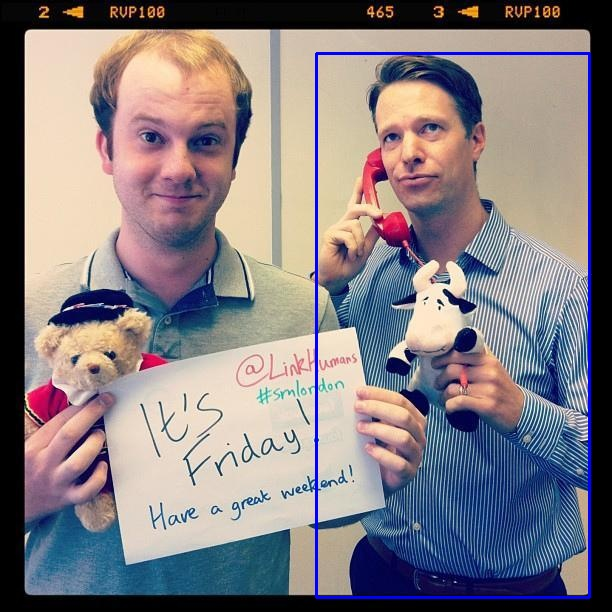 2 RVP100 465 3 RVP100
@LinkHumans
#smlondon
It's
Friday!
Have a great weekend!